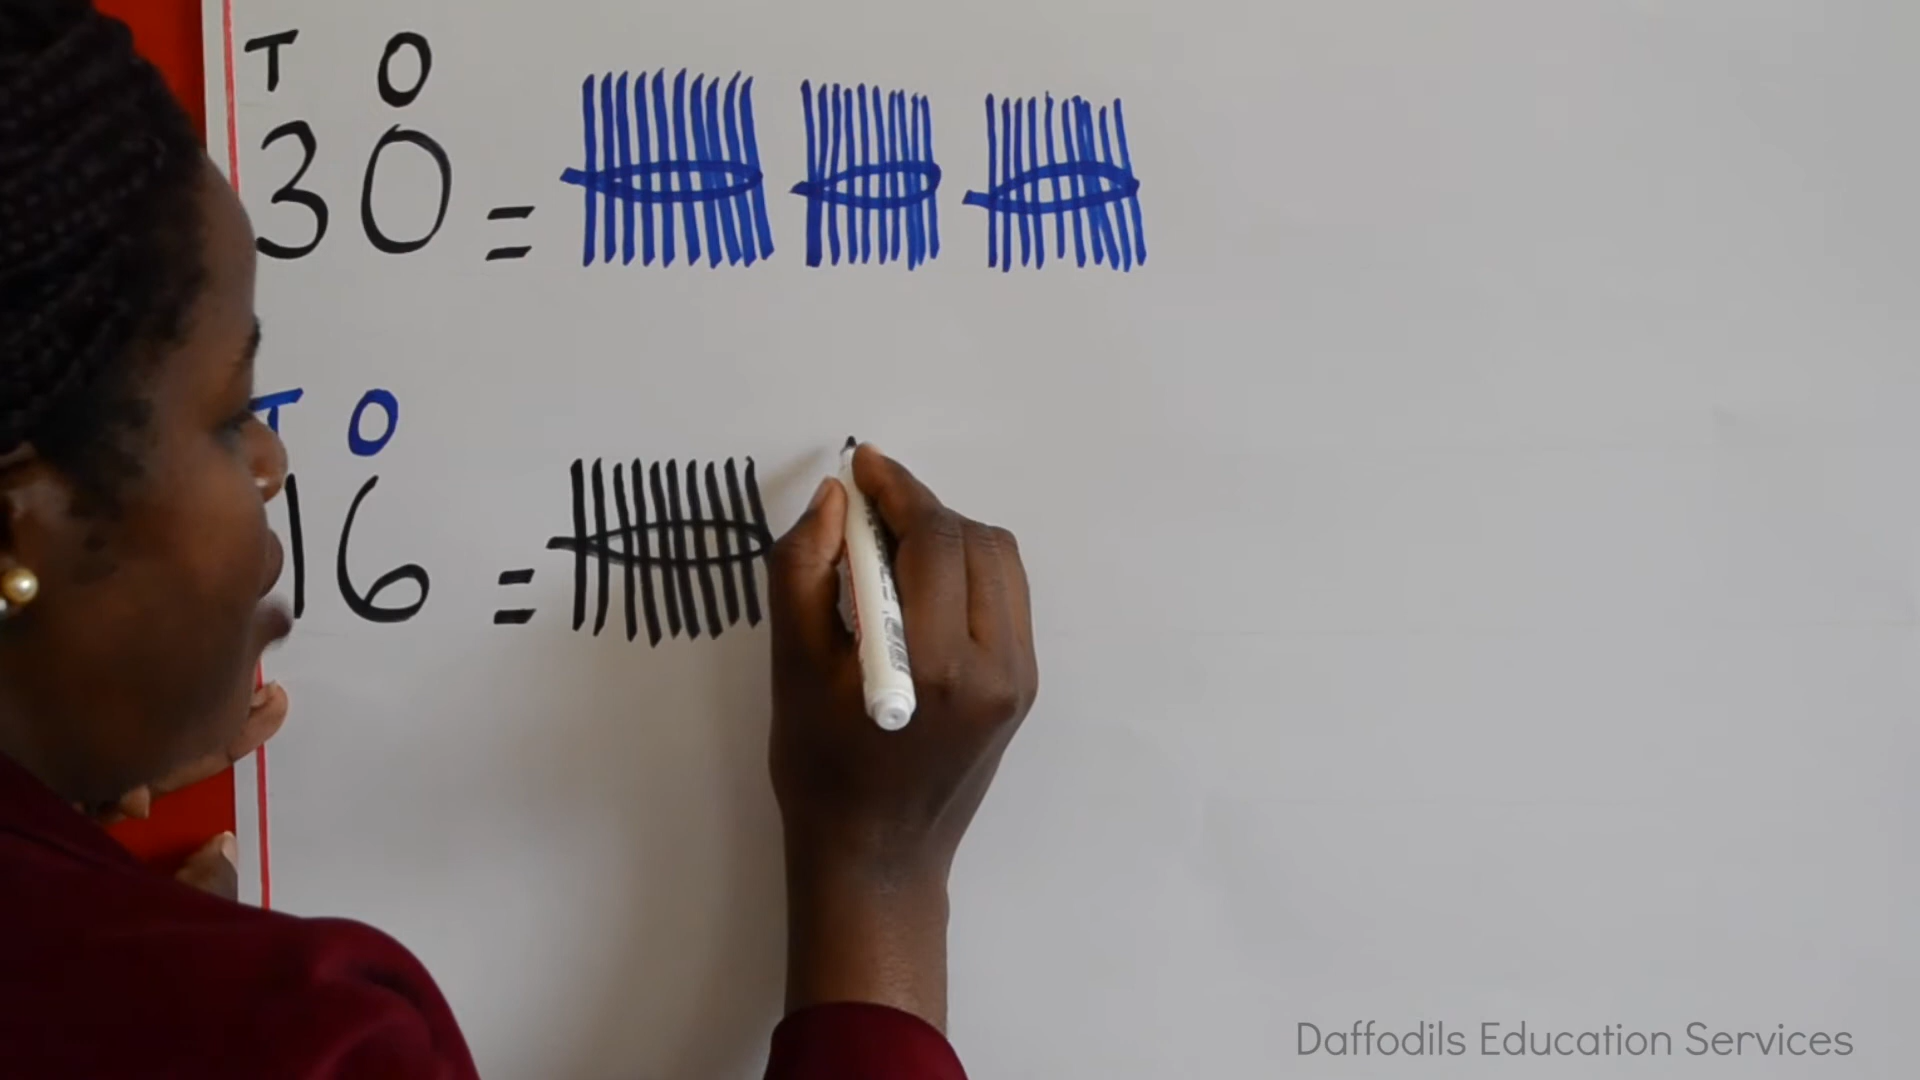 T O
30 =
T O
16 =
Daffodils Education Services